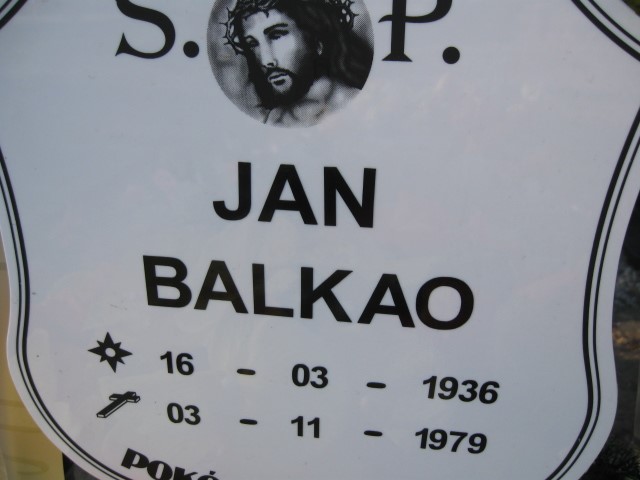 S. P.
JAN
BALKAO
16 - 03 - 1936
03 - 11 - 1979